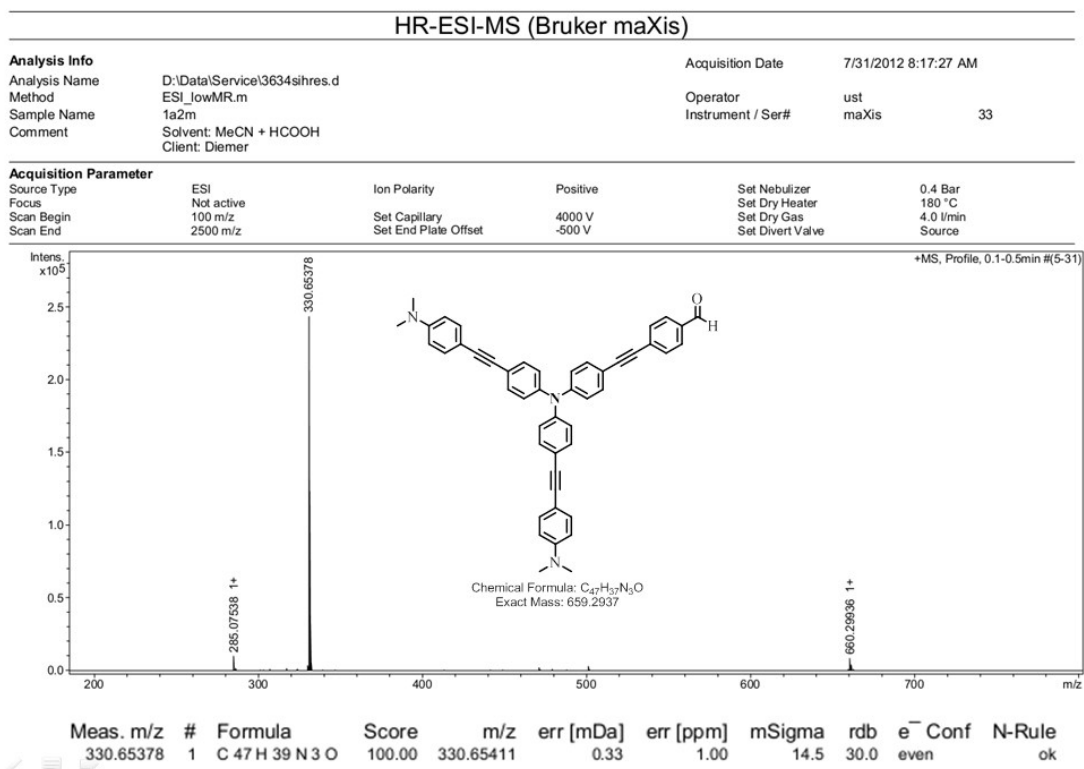 HR-ESI-MS (Bruker maXis)
Analysis Info
Acquisition Date 7/31/2012 8:17:27 AM
Analysis Name D:\Data\Service\3634sihres.d
Method ESI_lowMR.m
Operator ust
Sample Name 1a2m
Instrument / Ser# maXis 33
Comment Solvent: MeCN + HCOOH
Client: Diemer
Acquisition Parameter
Source Type ESI Ion Polarity Positive Set Nebulizer 0.4 Bar
Focus Not active Set Dry Heater 180 °C
Scan Begin 100 m/z Set Capillary 4000 V Set Dry Gas 4.0 l/min
Scan End 2500 m/z Set End Plate Offset -500 V Set Divert Valve Source
Intens.
x10⁵
+MS, Profile, 0.1-0.5min #(5-31)
330.65378
2.5
2.0
1.5
1.0
0.5
0.0
O
H
N
N
N
Chemical Formula: C₄₇H₃₇N₃O
Exact Mass: 659.2937
285.07538 1+
660.29936 1+
200 300 400 500 600 700 m/z
Meas. m/z # Formula Score m/z err [mDa] err [ppm] mSigma rdb e¯ Conf N-Rule
330.65378 1 C 47 H 39 N 3 O 100.00 330.65411 0.33 1.00 14.5 30.0 even ok